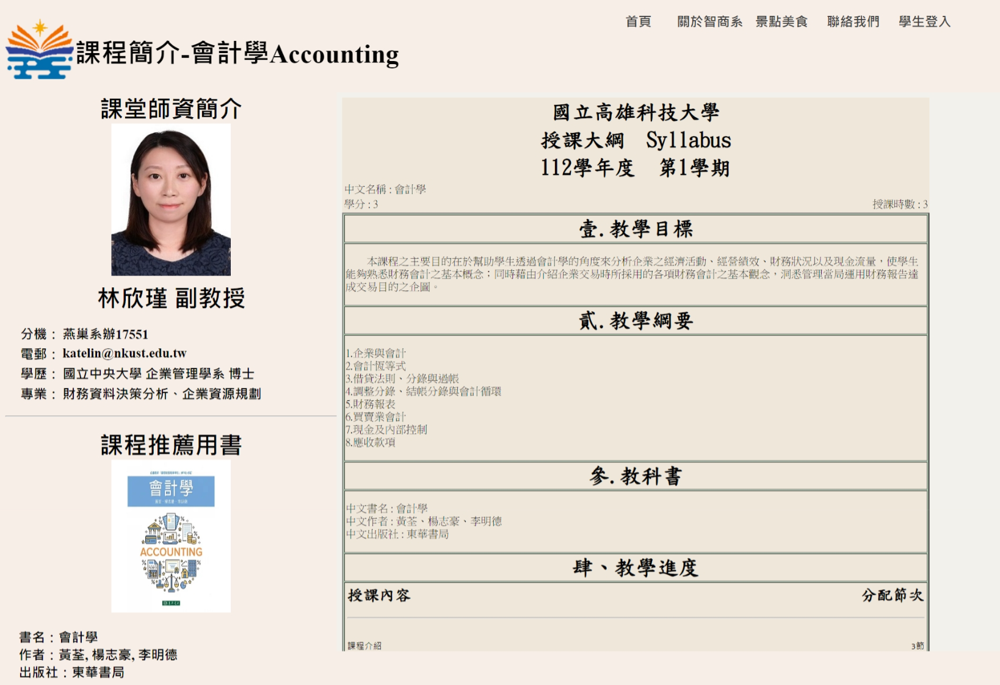 首頁 關於智商系 景點美食 聯絡我們 學生登入
課程簡介-會計學Accounting
課堂師資簡介
林欣瑾 副教授
分機： 燕巢系辦17551
電郵： katelin@nkust.edu.tw
學歷： 國立中央大學 企業管理學系 博士
專業： 財務資料決策分析、企業資源規劃
課程推薦用書
會計學
黃荃・楊志豪・李明德
ACCOUNTING
書名：會計學
作者：黃荃, 楊志豪, 李明德
出版社：東華書局
國立高雄科技大學
授課大綱 Syllabus
112學年度 第1學期
中文名稱 : 會計學
學分 : 3 授課時數 : 3
壹. 教學目標
本課程之主要目的在於幫助學生透過會計學的角度來分析企業之經濟活動、經營績效、財務狀況以及現金流量，使學生
能夠熟悉財務會計之基本概念；同時藉由介紹企業交易時所採用的各項財務會計之基本觀念，洞悉管理當局運用財務報告達
成交易目的之企圖。
貳. 教學綱要
1.企業與會計
2.會計恆等式
3.借貸法則、分錄與過帳
4.調整分錄、結帳分錄與會計循環
5.財務報表
6.買賣業會計
7.現金及內部控制
8.應收款項
參. 教科書
中文書名 : 會計學
中文作者 : 黃荃、楊志豪、李明德
中文出版社 : 東華書局
肆、教學進度
授課內容 分配節次
課程介紹 3節